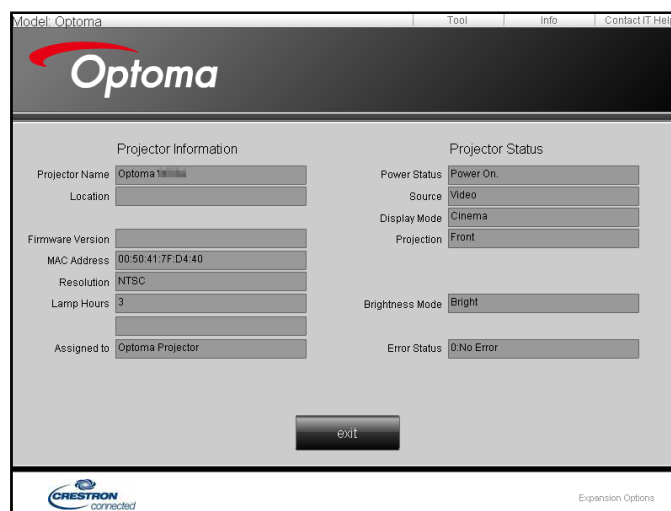 Model: Optoma
Tool
Info
Contact IT Hel
Optoma
Projector Information
Projector Name
Optoma
Location
Firmware Version
MAC Address
00:50:41:7F:D4:40
Resolution
NTSC
Lamp Hours
3
Assigned to
Optoma Projector
Projector Status
Power Status
Power On.
Source
Video
Display Mode
Cinema
Projection
Front
Brightness Mode
Bright
Error Status
0:No Error
exit
CRESTRON
connected
Expansion Options